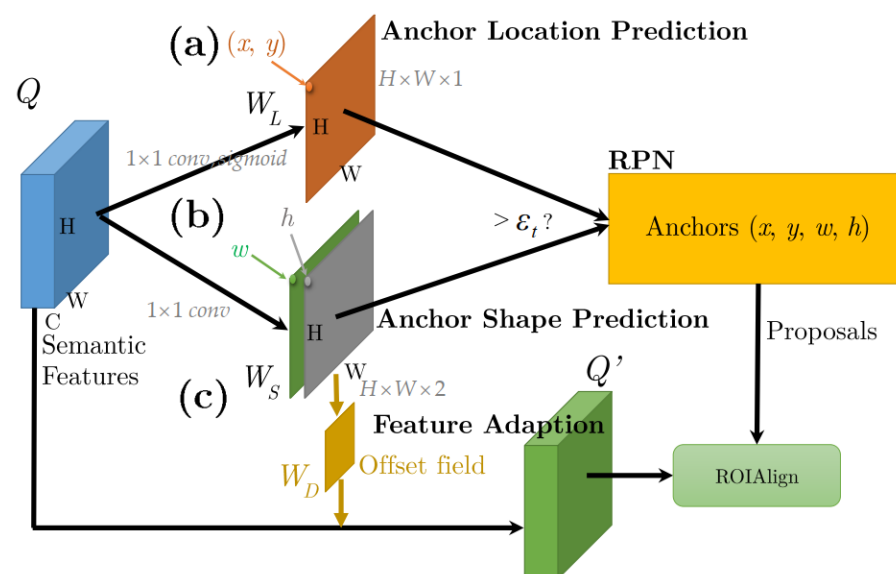 (a)
(x, y)
Anchor Location Prediction
H×W×1
Q
W_L
H
W
1×1 conv, sigmoid
RPN
Anchors (x, y, w, h)
H
W
C
Semantic
Features
(b)
h
w
> ε_t ?
1×1 conv
Anchor Shape Prediction
H
W
W_S
H×W×2
Proposals
(c)
Feature Adaption
Q’
W_D
Offset field
ROIAlign